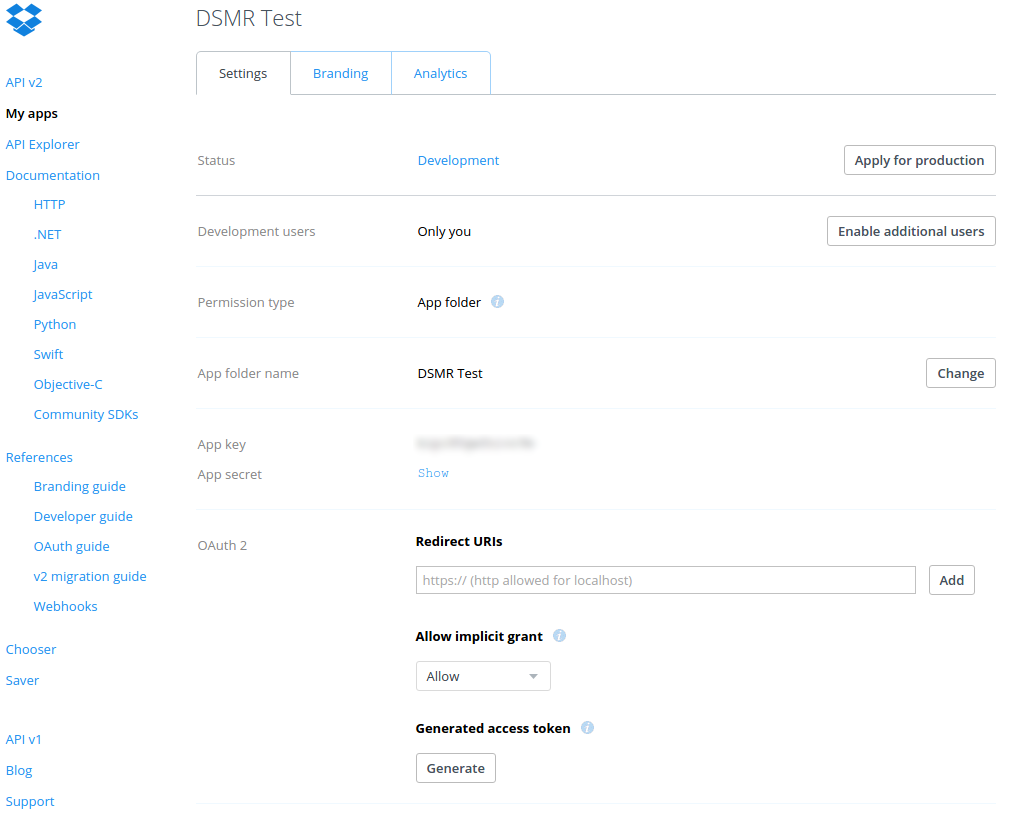 DSMR Test
Settings
Branding
Analytics
API v2
My apps
API Explorer
Documentation
HTTP
.NET
Java
JavaScript
Python
Swift
Objective-C
Community SDKs
References
Branding guide
Developer guide
OAuth guide
v2 migration guide
Webhooks
Chooser
Saver
API v1
Blog
Support
Status
Development
Apply for production
Development users
Only you
Enable additional users
Permission type
App folder
App folder name
DSMR Test
Change
App key
App secret
Show
OAuth 2
Redirect URIs
https:// (http allowed for localhost)
Add
Allow implicit grant
Allow
Generated access token
Generate